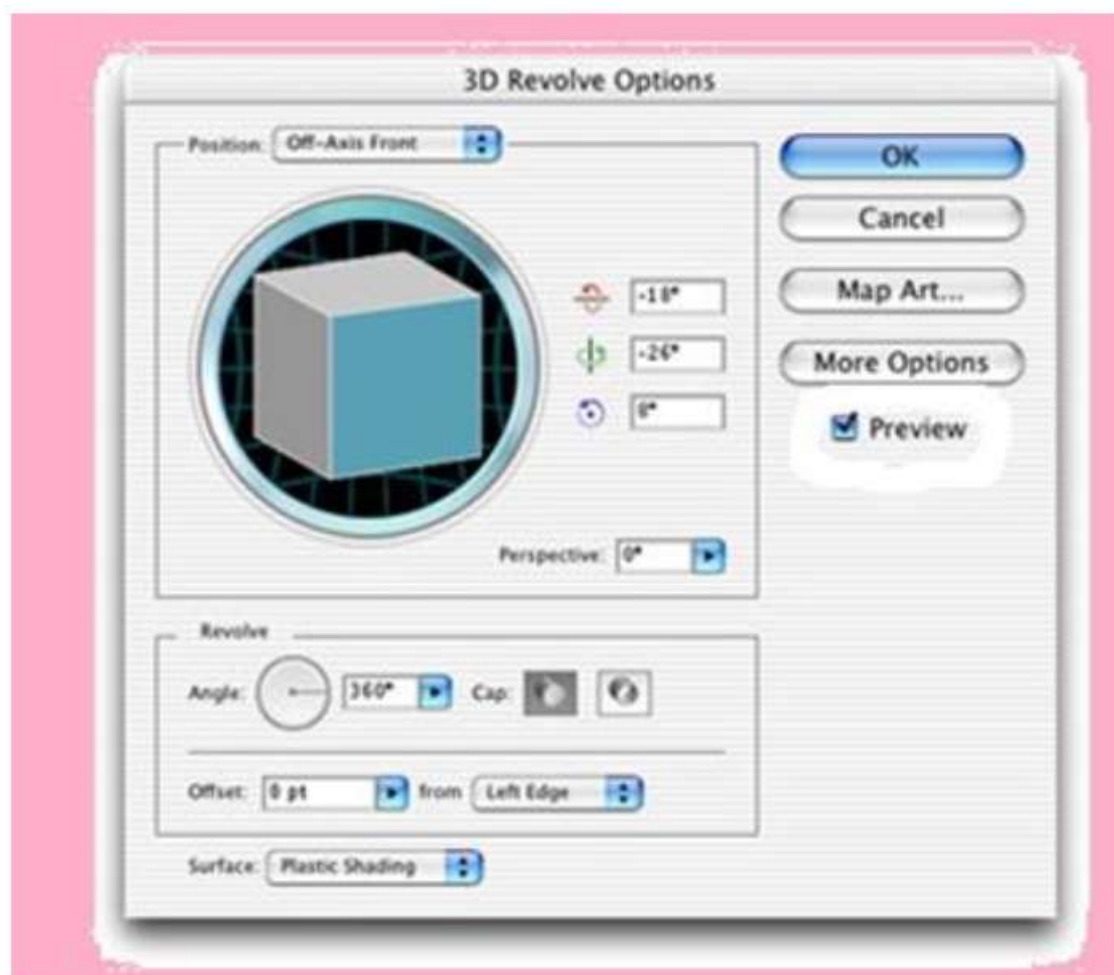 3D Revolve Options
Position: Off-Axis Front
OK
Cancel
-18°
Map Art...
-26°
More Options
8°
Preview
Perspective: 0°
Revolve
Angle: 360° Cap:
Offset: 0 pt from Left Edge
Surface: Plastic Shading